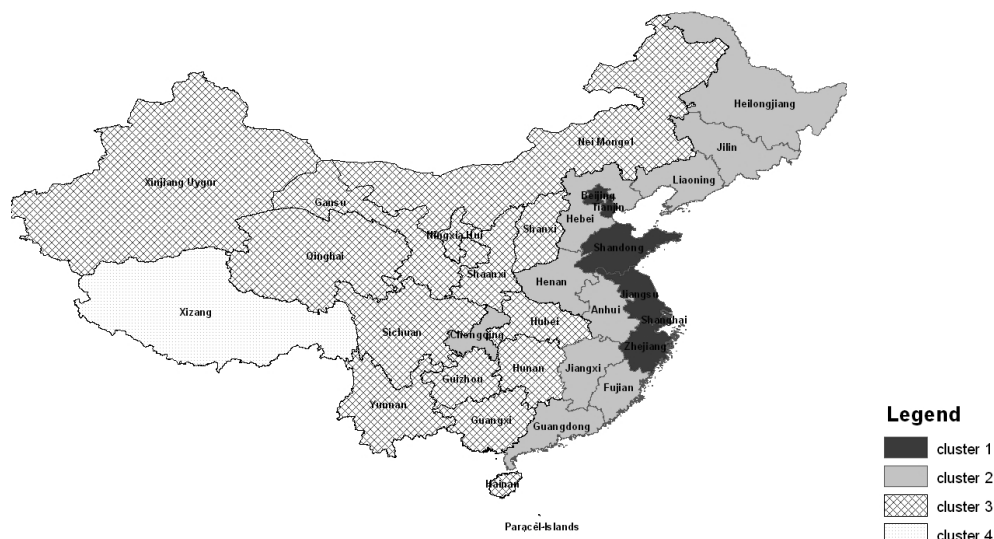 Heilongjiang
Jilin
Nei Mongel
Liaoning
Xinjiang Uygur
Gansu
Beijing
Tianjin
Hebei
Ningxia Hui
Shanxi
Shandong
Qinghai
Shaanxi
Henan
Jiangsu
Anhui
Xizang
Shanghai
Hubei
Sichuan
Chongqing
Zhejiang
Hunan
Jiangxi
Guizhou
Fujian
Yunnan
Guangxi
Guangdong
Hainan
Paracel-Islands
Legend
cluster 1
cluster 2
cluster 3
cluster 4